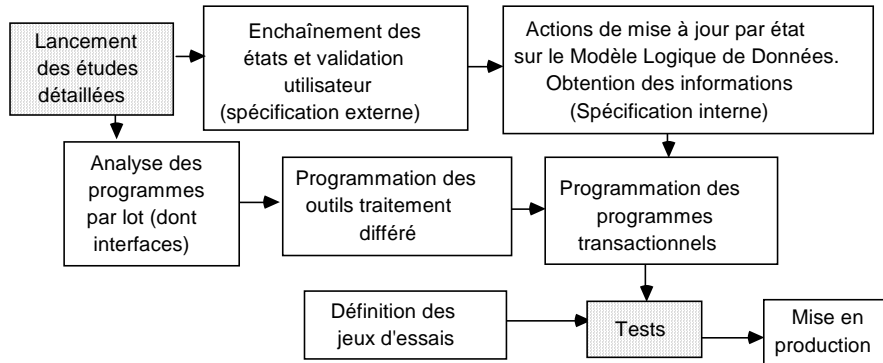 Lancement
des études
détaillées
Enchaînement des
états et validation
utilisateur
(spécification externe)
Actions de mise à jour par état
sur le Modèle Logique de Données.
Obtention des informations
(Spécification interne)
Analyse des
programmes
par lot (dont
interfaces)
Programmation des
outils traitement
différé
Programmation des
programmes
transactionnels
Définition des
jeux d'essais
Tests
Mise en
production